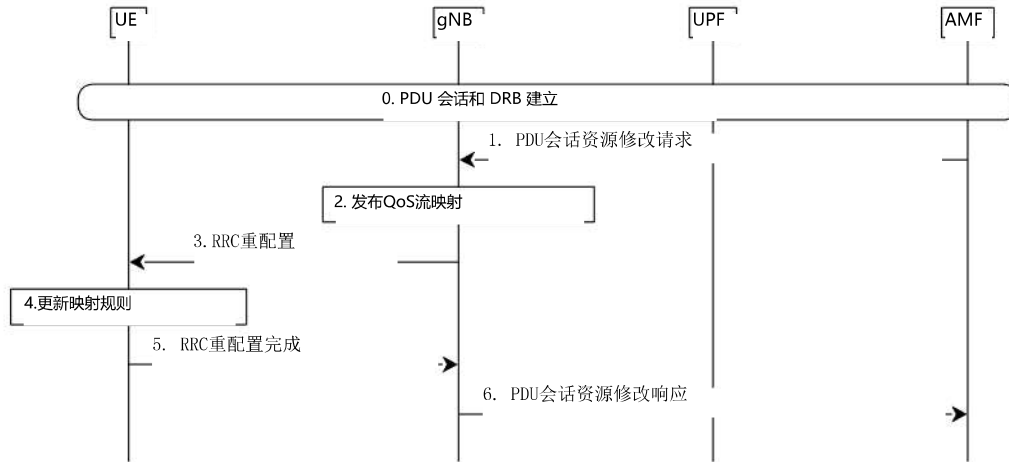 UE
gNB
UPF
AMF
0. PDU 会话和 DRB 建立
1. PDU会话资源修改请求
2. 发布QoS流映射
3.RRC重配置
4.更新映射规则
5. RRC重配置完成
6. PDU会话资源修改响应